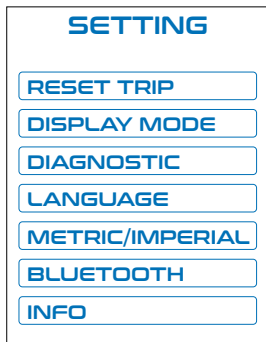 SETTING
RESET TRIP
DISPLAY MODE
DIAGNOSTIC
LANGUAGE
METRIC/IMPERIAL
BLUETOOTH
INFO